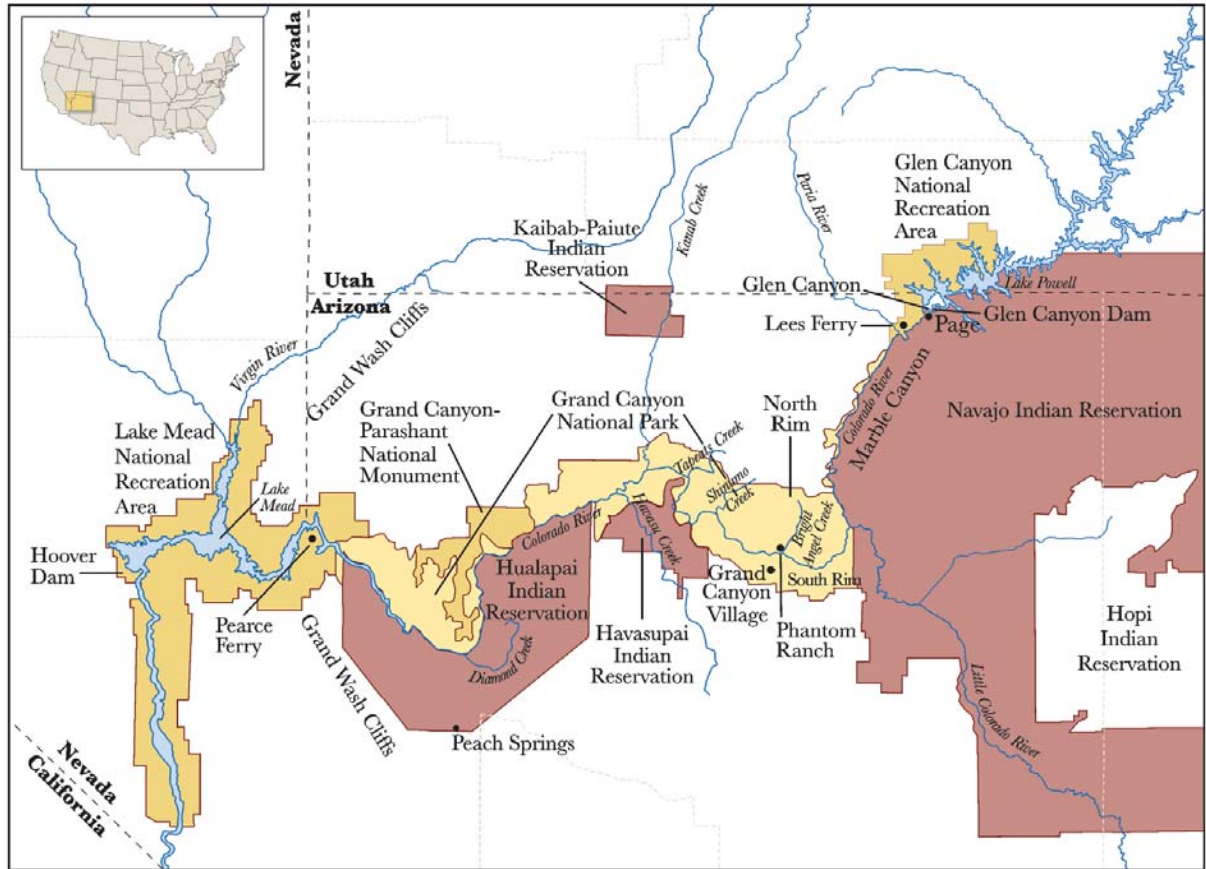 Nevada
Glen Canyon
National
Recreation
Area
Paria River
Kanab Creek
Kaibab-Paiute
Indian
Reservation
Utah
Arizona
Glen Canyon
Lake Powell
Glen Canyon Dam
Lees Ferry
Page
Virgin River
Grand Wash Cliffs
Grand Canyon-
Parashant
National
Monument
Grand Canyon
National Park
North
Rim
Colorado River
Marble Canyon
Navajo Indian Reservation
Lake Mead
National
Recreation
Area
Lake
Mead
Tapeats Creek
Shinumo
Creek
Hoover
Dam
Colorado River
Havasu Creek
Bright
Angel Creek
Hualapai
Indian
Reservation
South Rim
Grand
Canyon
Village
Pearce
Ferry
Havasupai
Indian
Reservation
Phantom
Ranch
Hopi
Indian
Reservation
Diamond Creek
Grand Wash Cliffs
Peach Springs
Little Colorado River
Nevada
California